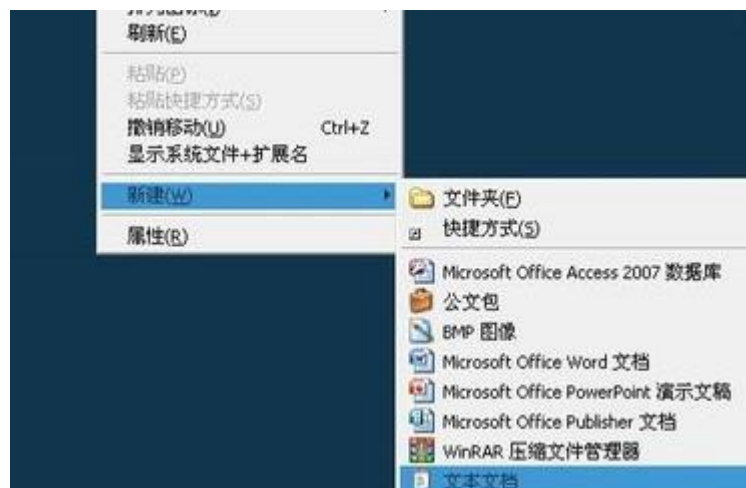 刷新(E)
粘贴(P)
粘贴快捷方式(S)
撤销移动(U) Ctrl+Z
显示系统文件+扩展名
新建(W)
属性(R)
文件夹(F)
快捷方式(S)
Microsoft Office Access 2007 数据库
公文包
BMP 图像
Microsoft Office Word 文档
Microsoft Office PowerPoint 演示文稿
Microsoft Office Publisher 文档
WinRAR 压缩文件管理器
文本文档